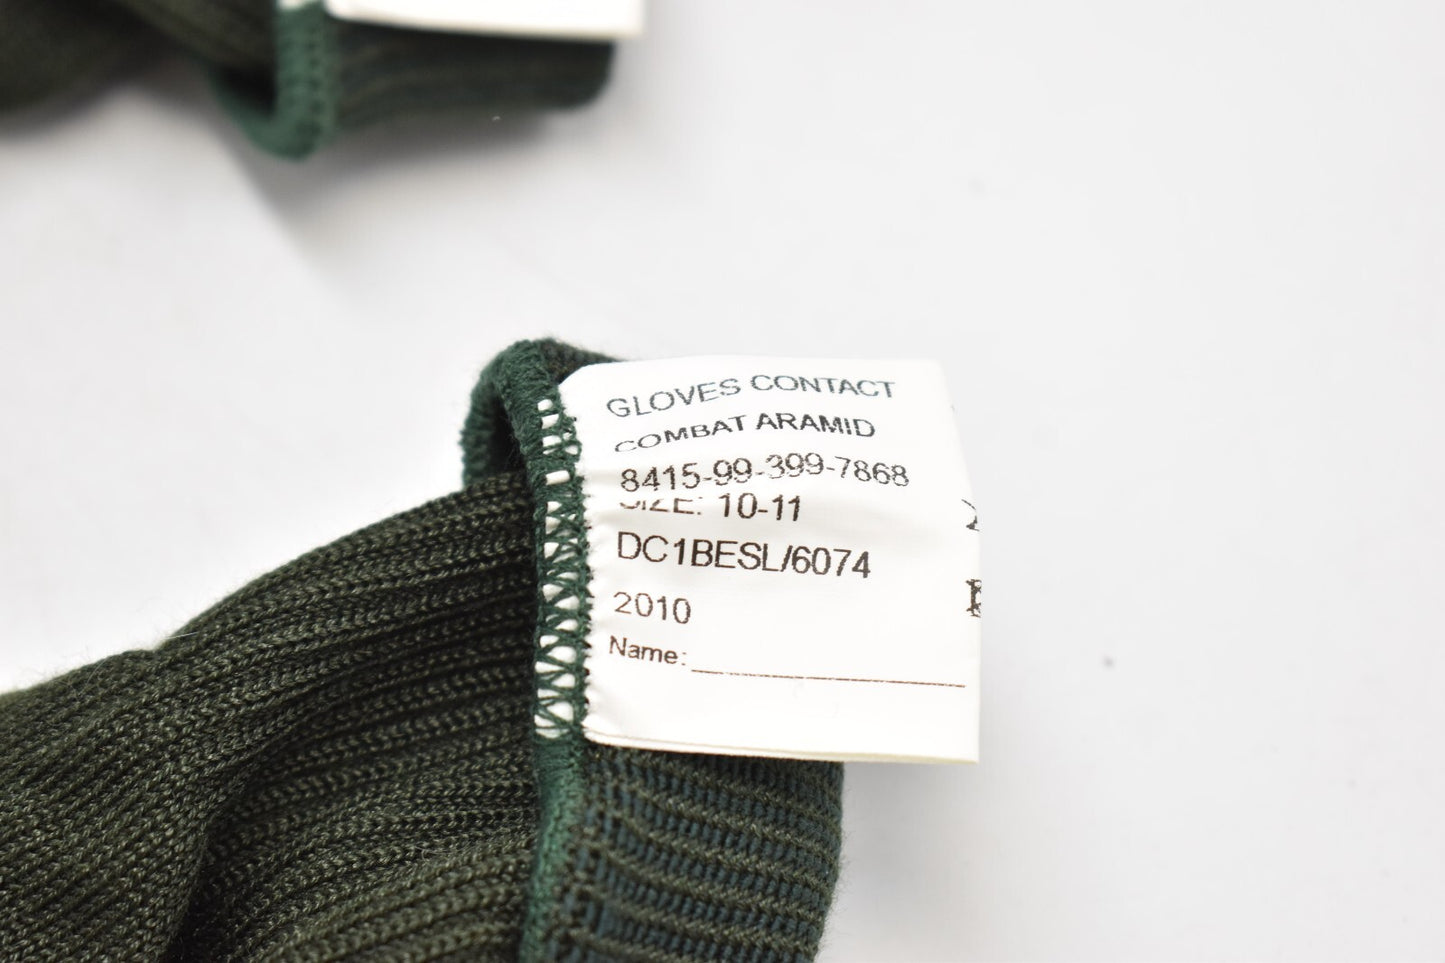 GLOVES CONTACT
COMBAT ARAMID
8415-99-399-7868
SIZE: 10-11
DC1BESL/6074
2010
Name: